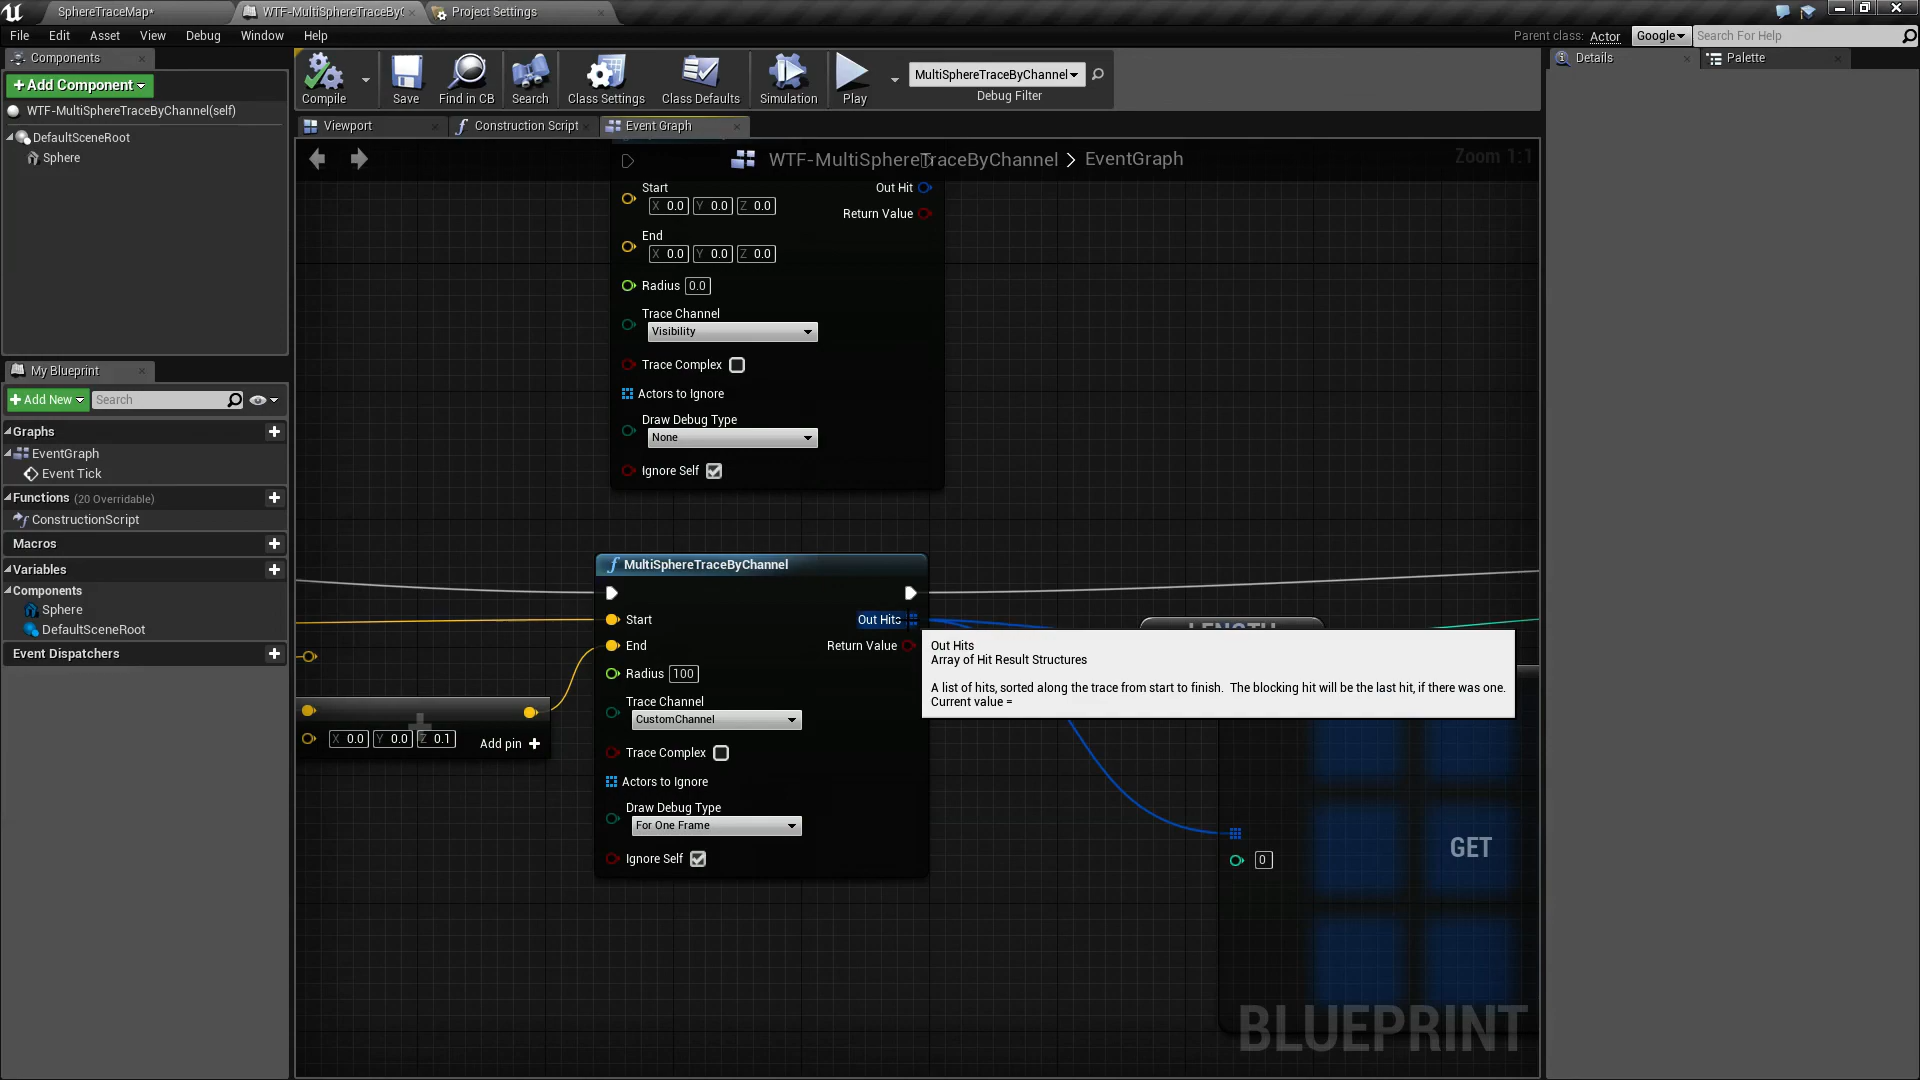 SphereTraceMap*
WTF-MultiSphereTraceBy(
Project Settings
File Edit Asset View Debug Window Help
Parent class: Actor Google Search For Help
Components
+Add Component
WTF-MultiSphereTraceByChannel(self)
DefaultSceneRoot
Sphere
Compile
Save
Find in CB
Search
Class Settings
Class Defaults
Simulation
Play
MultiSphereTraceByChannel
Debug Filter
Details
Palette
Viewport
Construction Script
Event Graph
WTF-MultiSphereTraceByChannel > EventGraph
Zoom 1:1
Start
X 0.0 Y 0.0 Z 0.0
Out Hit
Return Value
End
X 0.0 Y 0.0 Z 0.0
Radius 0.0
Trace Channel
Visibility
Trace Complex
Actors to Ignore
Draw Debug Type
None
Ignore Self
My Blueprint
+Add New Search
Graphs
EventGraph
Event Tick
Functions (20 Overridable)
ConstructionScript
Macros
Variables
Components
Sphere
DefaultSceneRoot
Event Dispatchers
X 0.0 Y 0.0 Z 0.1
Add pin +
MultiSphereTraceByChannel
Start
Out Hits
End
Return Value
Radius 100
Trace Channel
CustomChannel
Trace Complex
Actors to Ignore
Draw Debug Type
For One Frame
Ignore Self
LENGTH
Out Hits
Array of Hit Result Structures
A list of hits, sorted along the trace from start to finish. The blocking hit will be the last hit, if there was one.
Current value =
0
GET
BLUEPRINT